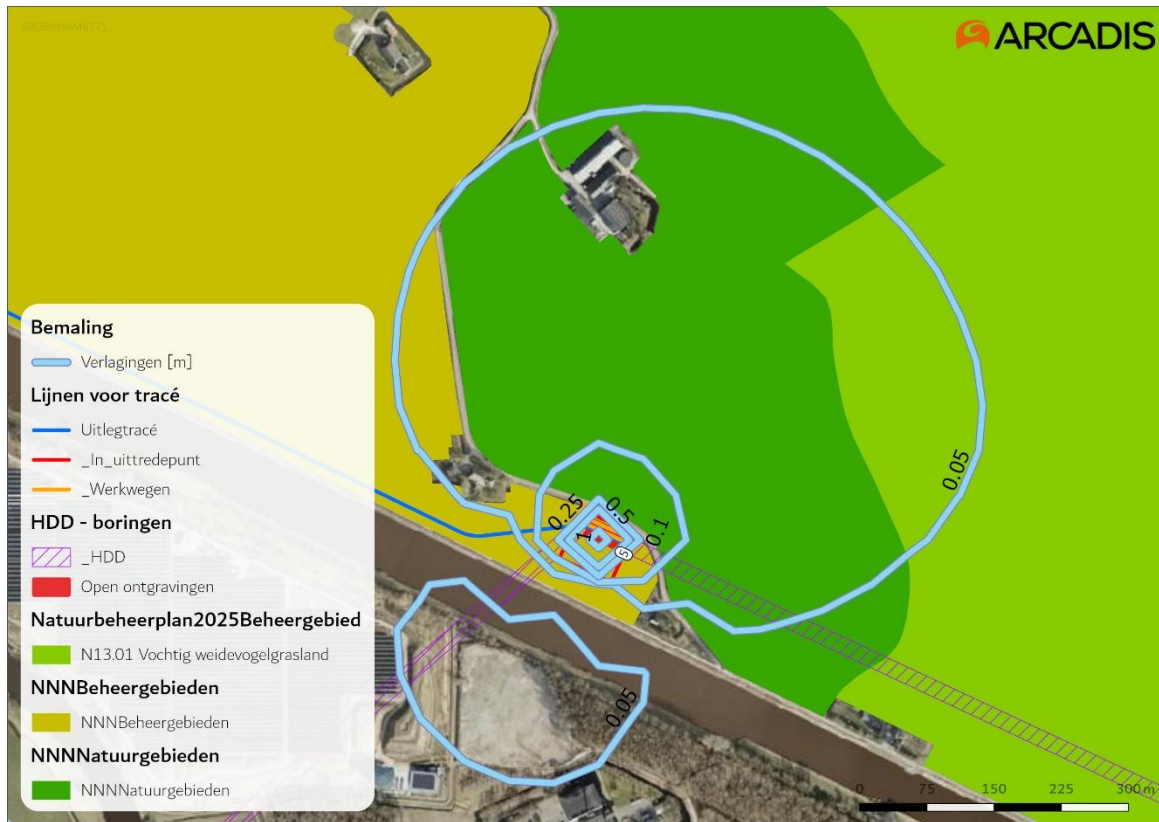 GROENHAM6273
ARCADIS
Bemaling
Verlagingen [m]
Lijnen voor tracé
Uitlegtracé
_In_uittredepunt
_Werkwegen
HDD - boringen
_HDD
Open ontgravingen
Natuurbeheerplan2025Beheergebied
N13.01 Vochtig weidevogelgrasland
NNNBeheergebieden
NNNBeheergebieden
NNNNatuurgebieden
NNNNatuurgebieden
0.25
0.5
0.1
1
5
0.05
0.05
0 75 150 225 300 m